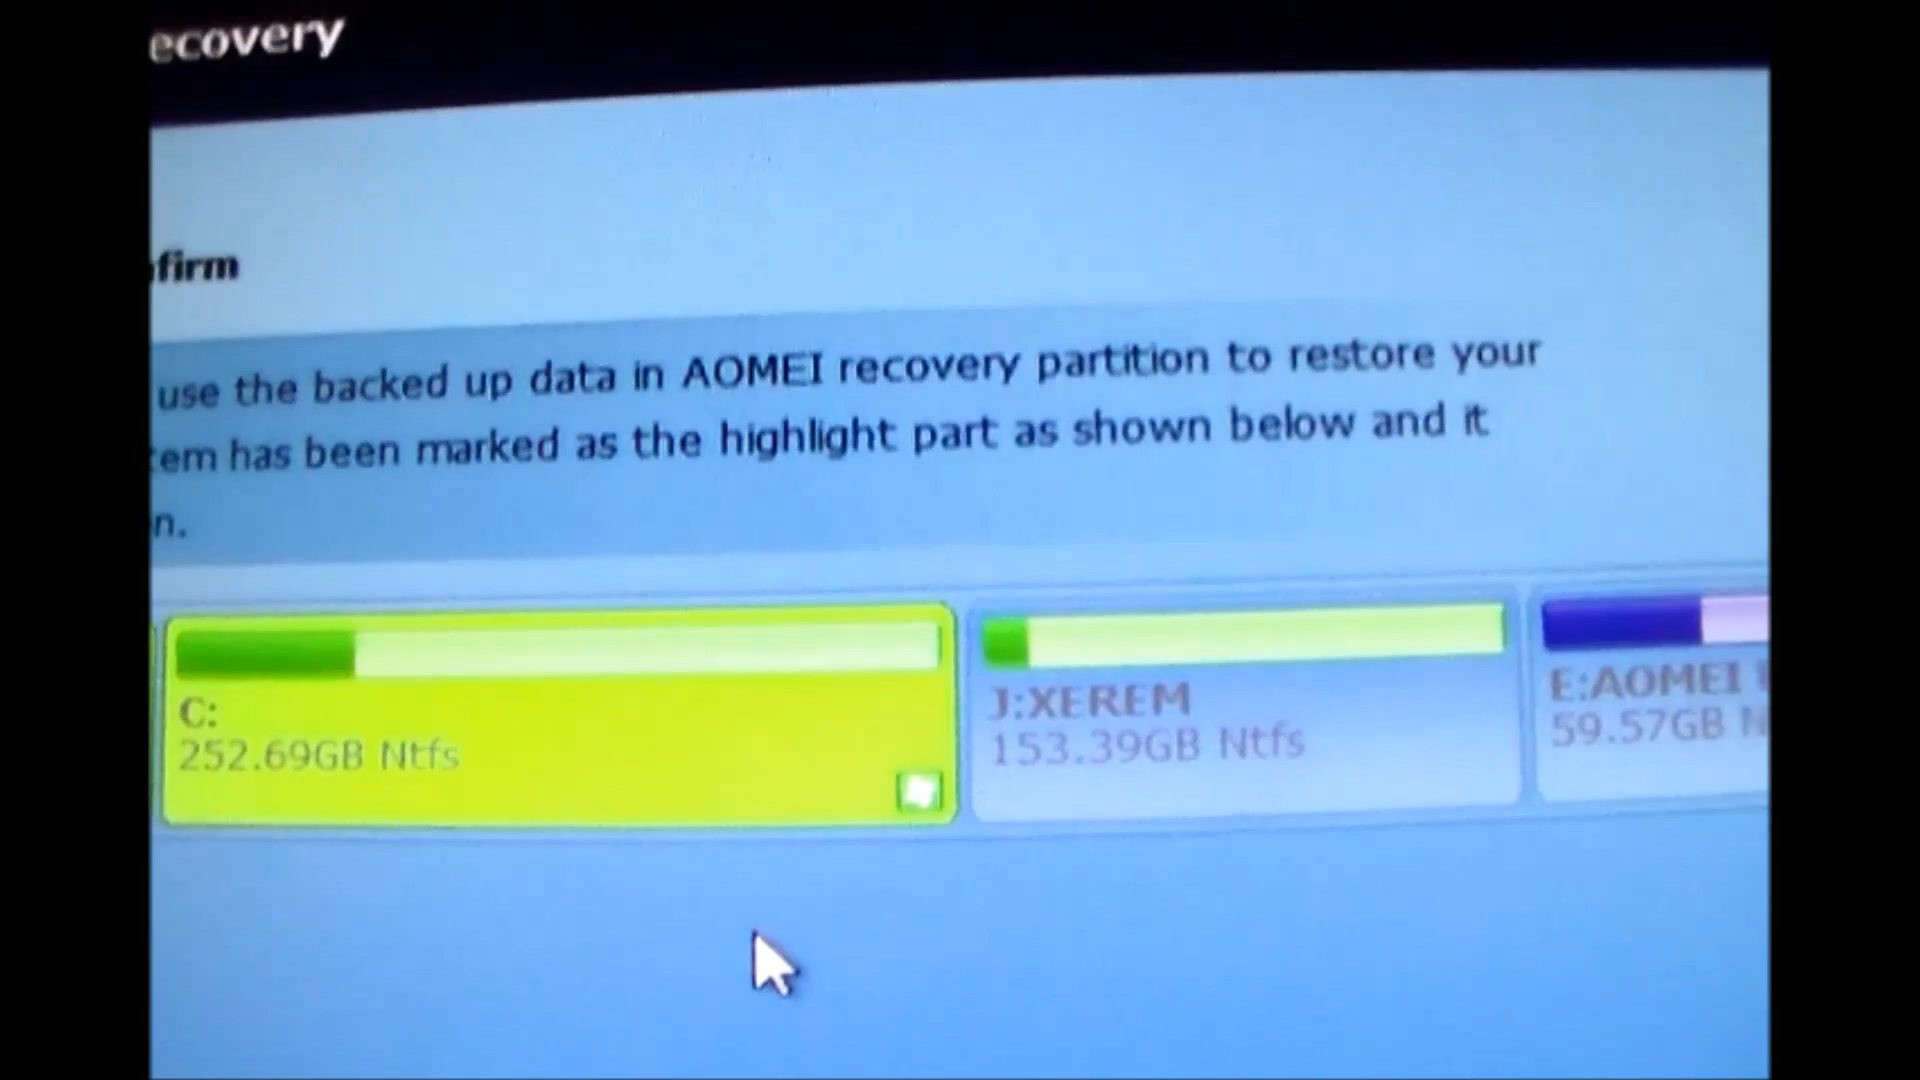 ecovery
firm
use the backed up data in AOMEI recovery partition to restore your
em has been marked as the highlight part as shown below and it
n.
C:
252.69GB Ntfs
J:XEREM
153.39GB Ntfs
E:AOMEI
59.57GB N